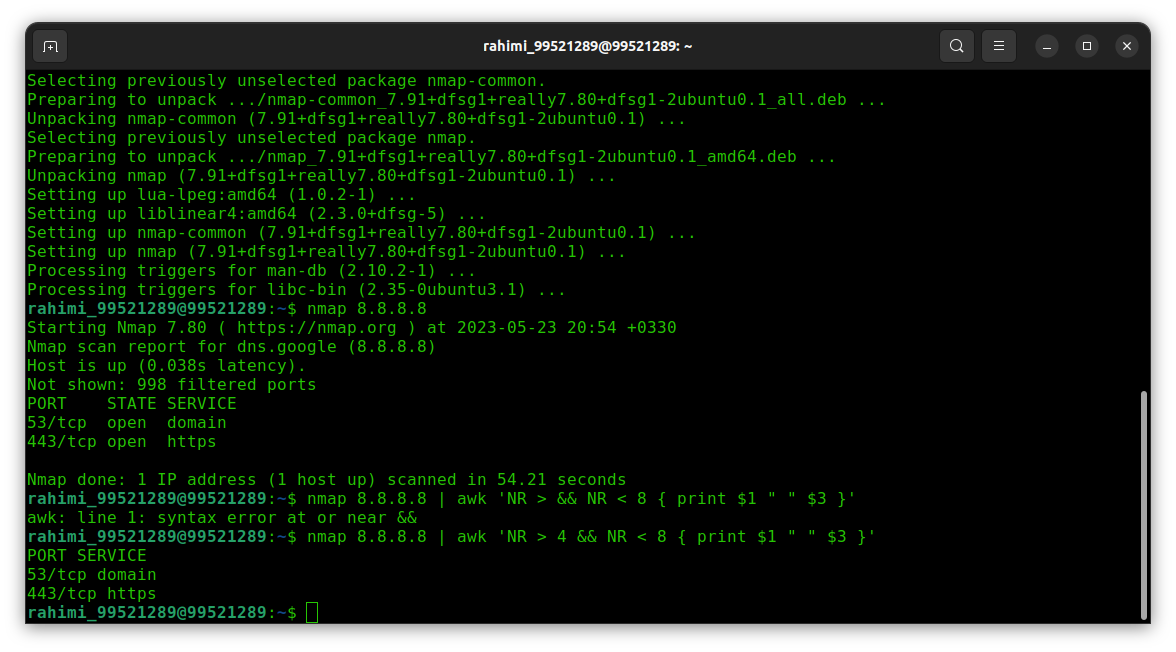 rahimi_99521289@99521289: ~
Selecting previously unselected package nmap-common.
Preparing to unpack .../nmap-common_7.91+dfsg1+really7.80+dfsg1-2ubuntu0.1_all.deb ...
Unpacking nmap-common (7.91+dfsg1+really7.80+dfsg1-2ubuntu0.1) ...
Selecting previously unselected package nmap.
Preparing to unpack .../nmap_7.91+dfsg1+really7.80+dfsg1-2ubuntu0.1_amd64.deb ...
Unpacking nmap (7.91+dfsg1+really7.80+dfsg1-2ubuntu0.1) ...
Setting up lua-lpeg:amd64 (1.0.2-1) ...
Setting up liblinear4:amd64 (2.3.0+dfsg-5) ...
Setting up nmap-common (7.91+dfsg1+really7.80+dfsg1-2ubuntu0.1) ...
Setting up nmap (7.91+dfsg1+really7.80+dfsg1-2ubuntu0.1) ...
Processing triggers for man-db (2.10.2-1) ...
Processing triggers for libc-bin (2.35-0ubuntu3.1) ...
rahimi_99521289@99521289:~$ nmap 8.8.8.8
Starting Nmap 7.80 ( https://nmap.org ) at 2023-05-23 20:54 +0330
Nmap scan report for dns.google (8.8.8.8)
Host is up (0.038s latency).
Not shown: 998 filtered ports
PORT    STATE SERVICE
53/tcp  open  domain
443/tcp open  https

Nmap done: 1 IP address (1 host up) scanned in 54.21 seconds
rahimi_99521289@99521289:~$ nmap 8.8.8.8 | awk 'NR > && NR < 8 { print $1 " " $3 }'
awk: line 1: syntax error at or near &&
rahimi_99521289@99521289:~$ nmap 8.8.8.8 | awk 'NR > 4 && NR < 8 { print $1 " " $3 }'
PORT SERVICE
53/tcp domain
443/tcp https
rahimi_99521289@99521289:~$